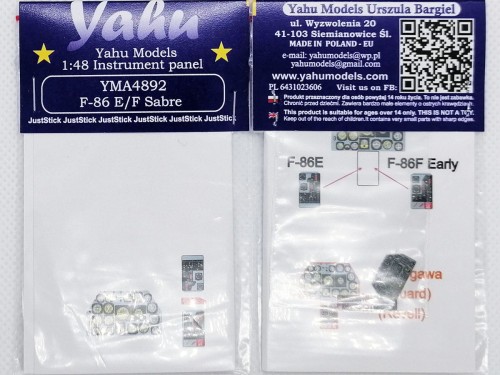 Yahu
Yahu Models
1:48 Instrument panel
YMA4892
F-86 E/F Sabre
JustStick JustStick JustStick JustStick JustStick JustStick
Yahu Models Urszula Bargiel
ul. Wyzwolenia 20
41-103 Siemianowice Śl.
MADE IN POLAND - EU
e-mail: yahumodels@wp.pl
yahumodels@gmail.com
www.yahumodels.com
PL 6431023606 Visit us on FB:
Produkt przeznaczony dla osób powyżej 14 roku życia. To nie jest zabawka.
Chronić przed dziećmi. Zawiera bardzo małe elementy o ostrych krawędziach.
This product is suitable for ages over 14 only. THIS IS NOT A TOY.
Keep out of the reach of children. It contains very small parts with sharp edges.
F-86E
F-86F Early